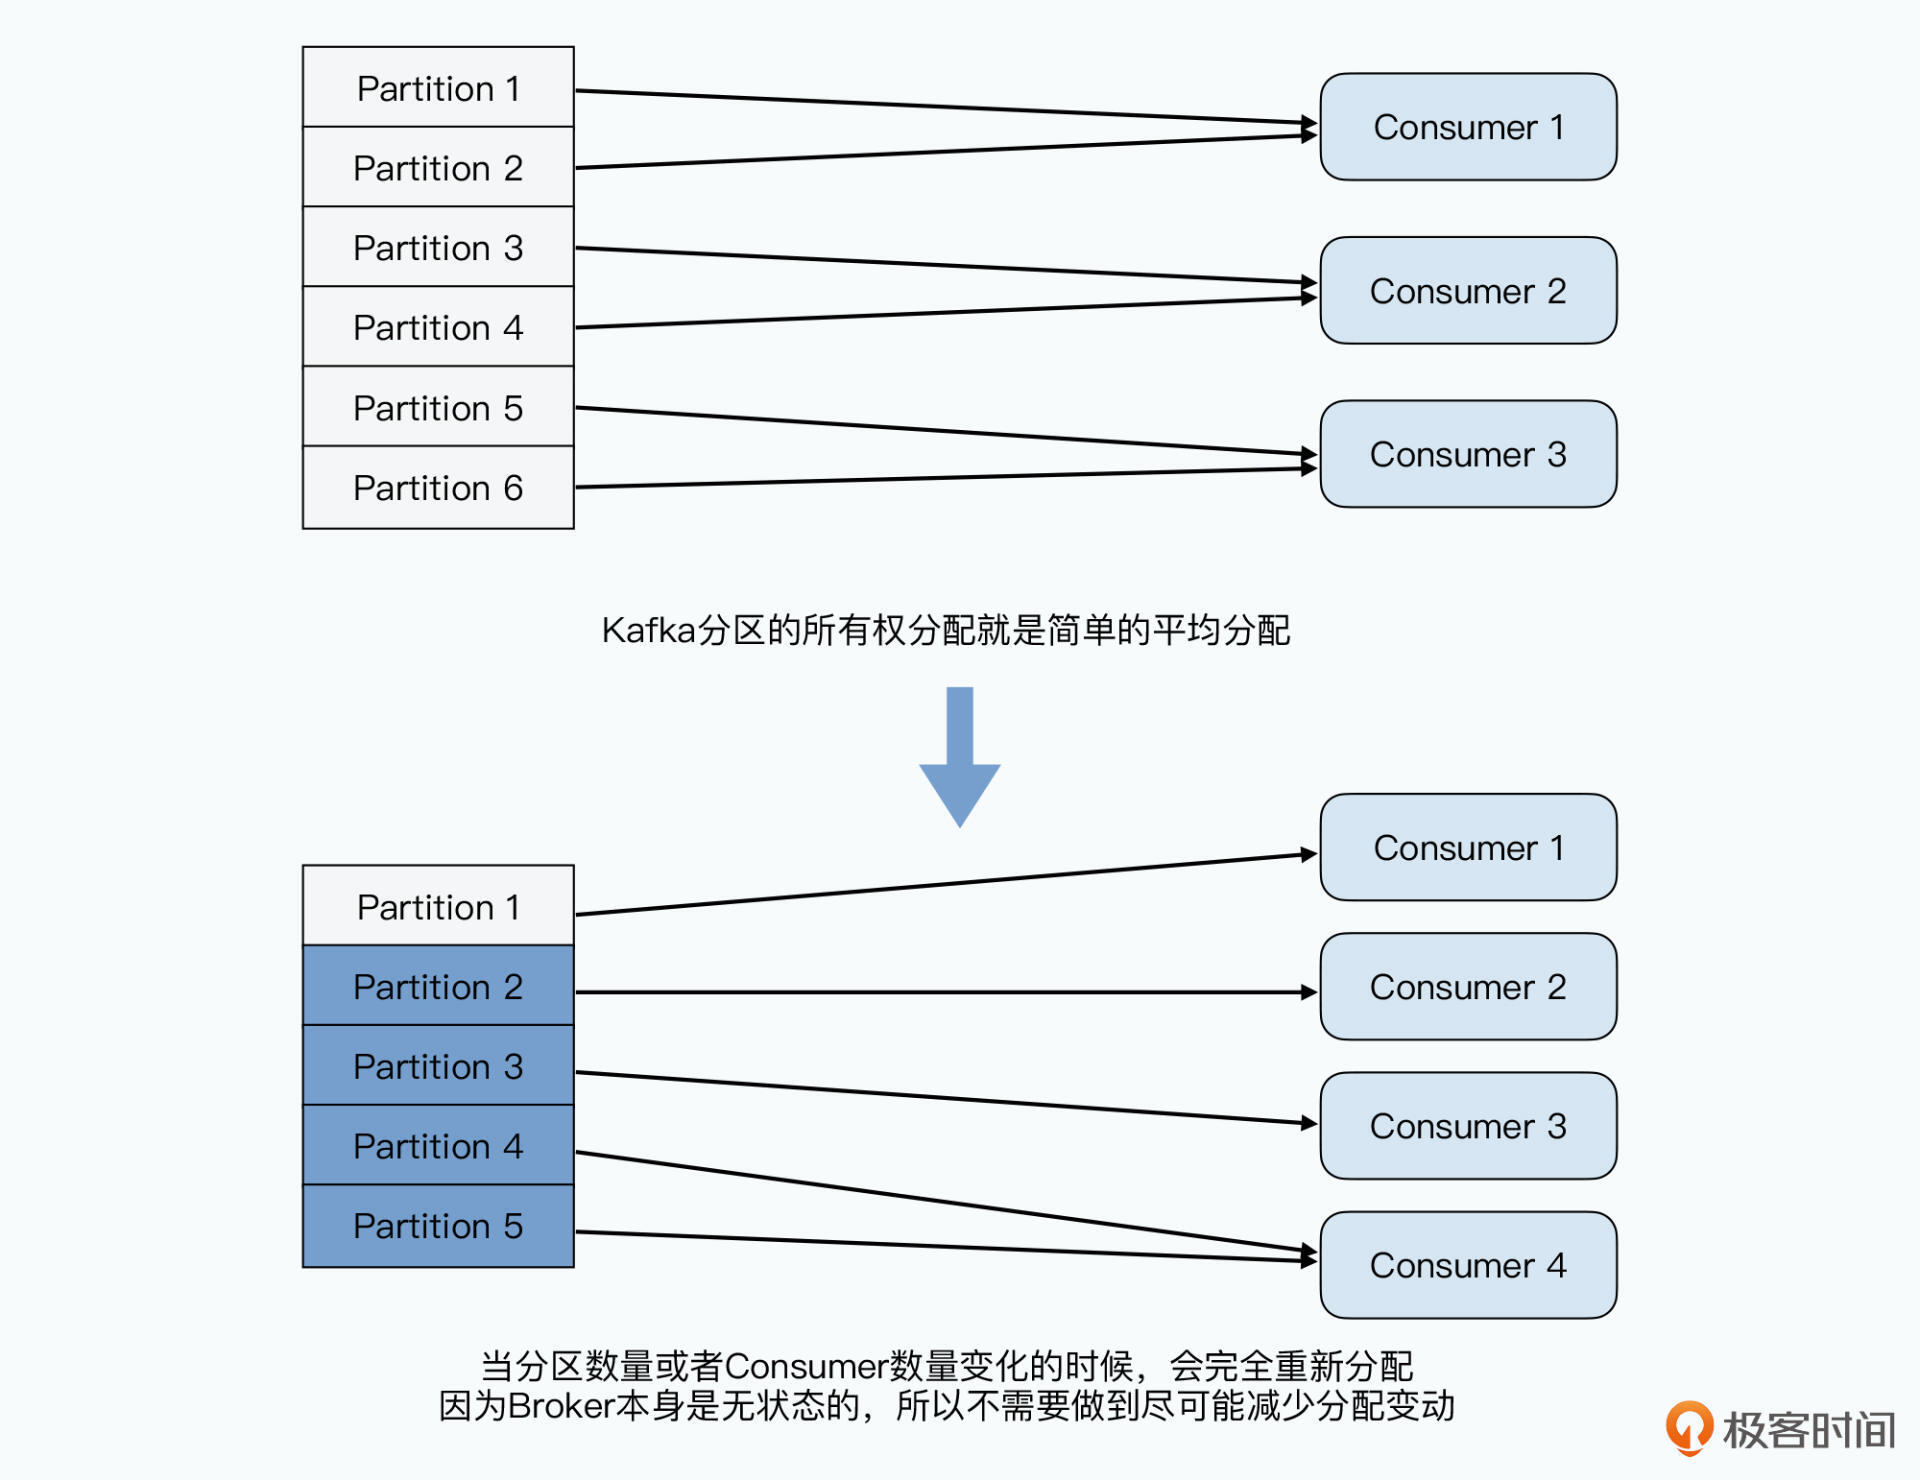 Partition 1
Partition 2
Partition 3
Partition 4
Partition 5
Partition 6
Consumer 1
Consumer 2
Consumer 3
Kafka分区的所有权分配就是简单的平均分配
Partition 1
Partition 2
Partition 3
Partition 4
Partition 5
Consumer 1
Consumer 2
Consumer 3
Consumer 4
当分区数量或者Consumer数量变化的时候，会完全重新分配
因为Broker本身是无状态的，所以不需要做到尽可能减少分配变动
极客时间